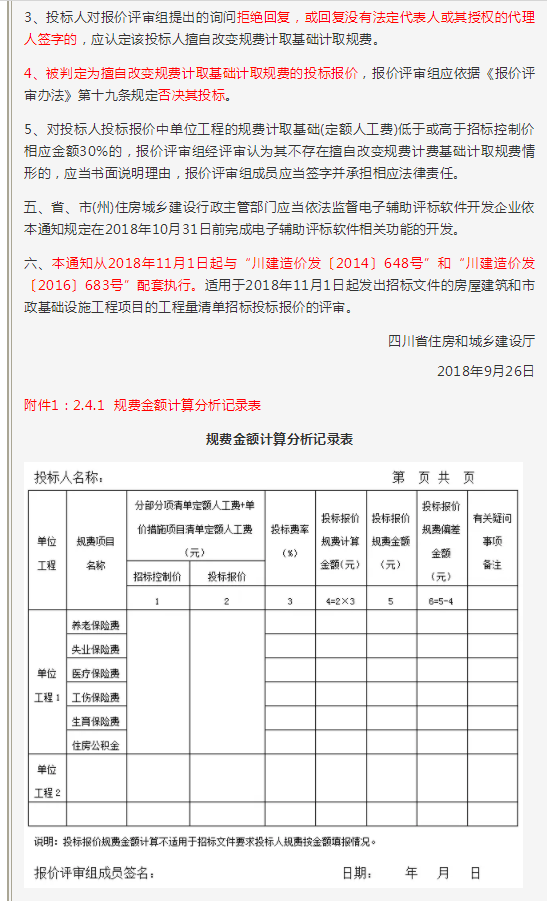 3、投标人对报价评审组提出的询问拒绝回复，或回复没有法定代表人或其授权的代理
人签字的，应认定该投标人擅自改变规费计取基础计取规费。
4、被判定为擅自改变规费计取基础计取规费的投标报价，报价评审组应依据《报价评
审办法》第十九条规定否决其投标。
5、对投标人投标报价中单位工程的规费计取基础(定额人工费)低于或高于招标控制价
相应金额30%的，报价评审组经评审认为其不存在擅自改变规费计费基础计取规费情
形的，应当书面说明理由，报价评审组成员应当签字并承担相应法律责任。
五、省、市(州)住房城乡建设行政主管部门应当依法监督电子辅助评标软件开发企业依
本通知规定在2018年10月31日前完成电子辅助评标软件相关功能的开发。
六、本通知从2018年11月1日起与“川建造价发〔2014〕648号”和“川建造价发
〔2016〕683号”配套执行。适用于2018年11月1日起发出招标文件的房屋建筑和市
政基础设施工程项目的工程量清单招标投标报价的评审。
四川省住房和城乡建设厅
2018年9月26日
附件1：2.4.1 规费金额计算分析记录表
规费金额计算分析记录表
投标人名称： 第 页 共 页
单位
工程
规费项目
名称
分部分项清单定额人工费+单
价措施项目清单定额人工费
（元）
招标控制价 投标报价
投标费率
（%）
投标报价
规费计算
金额(元)
投标报价
规费金额
（元）
投标报价
规费偏差
金额
（元）
有关疑问
事项
备注
1 2 3 4=2×3 5 6=5-4
单位
工程1
养老保险费
失业保险费
医疗保险费
工伤保险费
生育保险费
住房公积金
单位
工程2
说明：投标报价规费金额计算不适用于招标文件要求投标人规费按金额填报情况。
报价评审组成员签名： 日期： 年 月 日